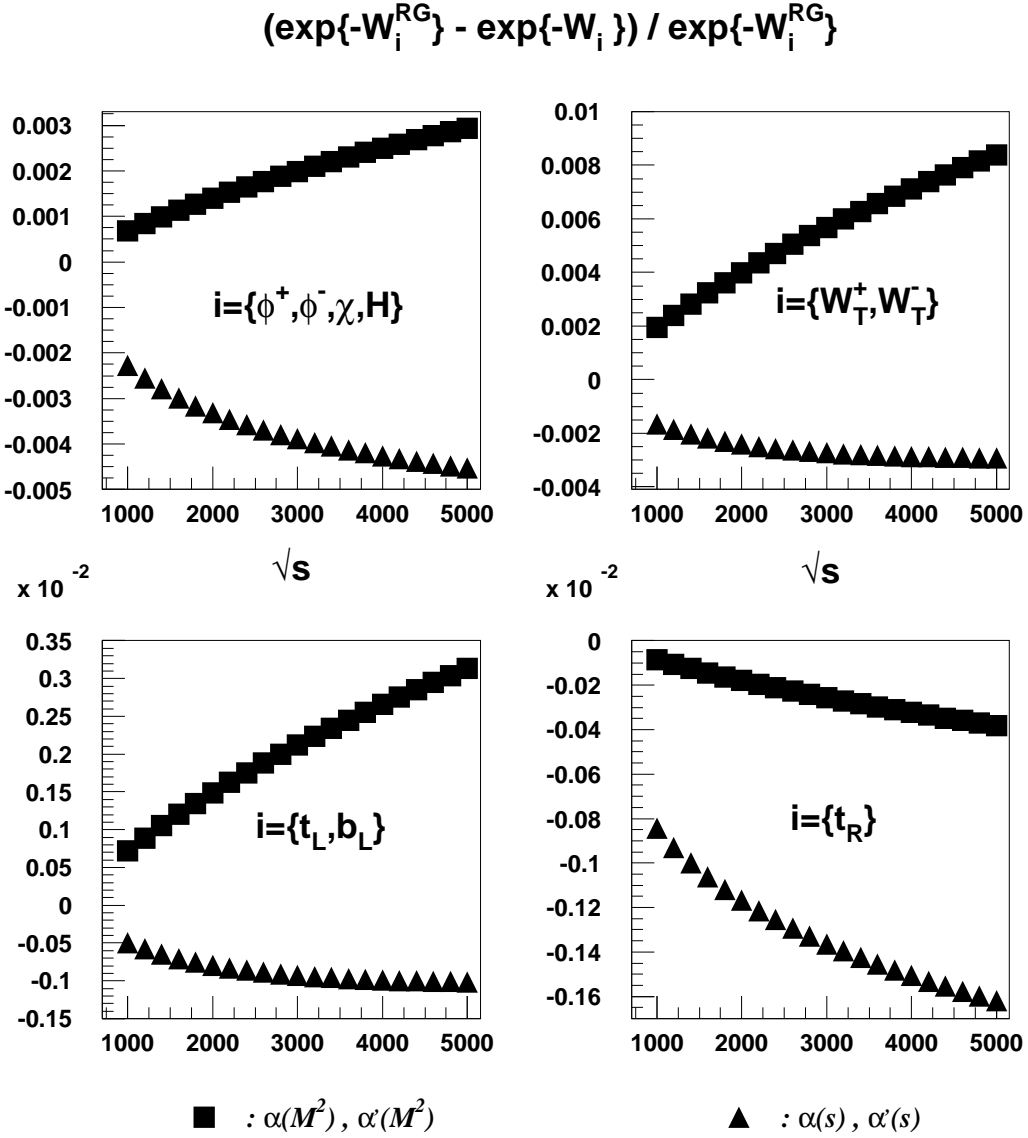 (exp{-W_i^RG} - exp{-W_i }) / exp{-W_i^RG}
0.003
0.002
0.001
0
-0.001
-0.002
-0.003
-0.004
-0.005
i={ϕ^+,ϕ^-,χ,H}
1000 2000 3000 4000 5000
√s
0.01
0.008
0.006
0.004
0.002
0
-0.002
-0.004
i={W_T^+,W_T^-}
1000 2000 3000 4000 5000
√s
x 10^-2
0.35
0.3
0.25
0.2
0.15
0.1
0.05
0
-0.05
-0.1
-0.15
i={t_L,b_L}
1000 2000 3000 4000 5000
x 10^-2
0
-0.02
-0.04
-0.06
-0.08
-0.1
-0.12
-0.14
-0.16
i={t_R}
1000 2000 3000 4000 5000
: α(M^2) , α'(M^2)
: α(s) , α'(s)